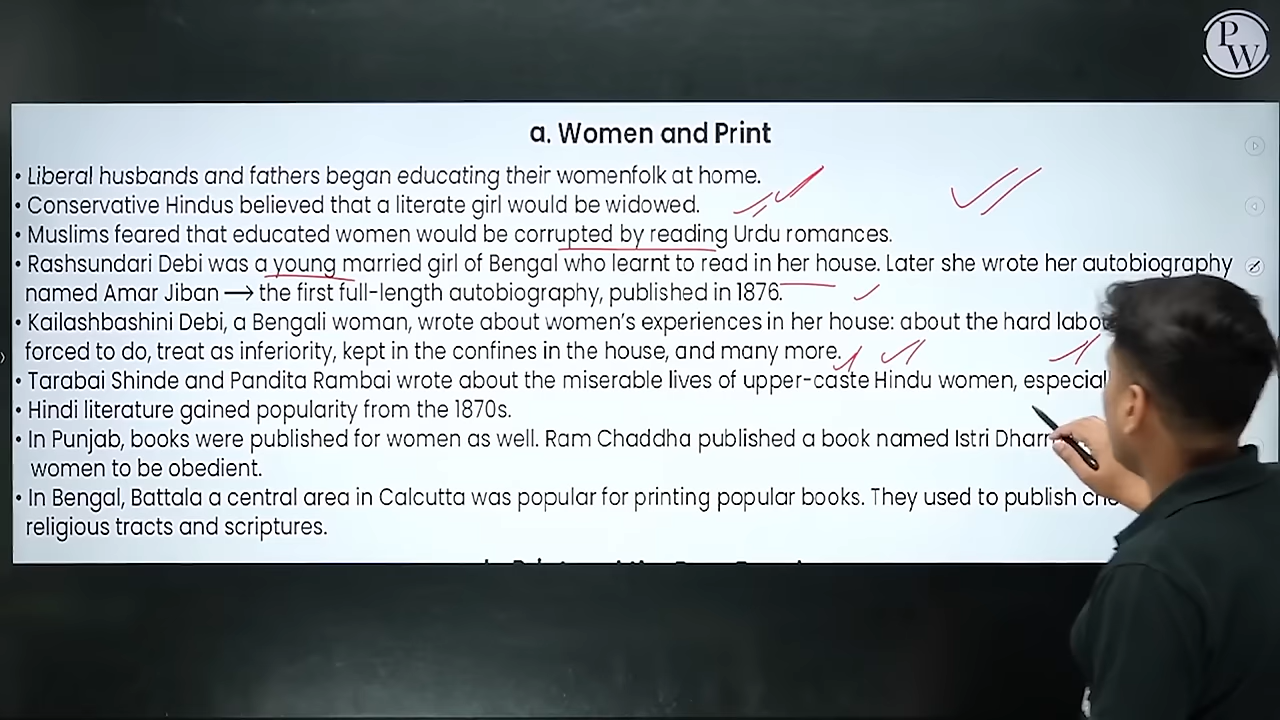 PW
a. Women and Print
• Liberal husbands and fathers began educating their womenfolk at home.
• Conservative Hindus believed that a literate girl would be widowed.
• Muslims feared that educated women would be corrupted by reading Urdu romances.
• Rashsundari Debi was a young married girl of Bengal who learnt to read in her house. Later she wrote her autobiography
named Amar Jiban → the first full-length autobiography, published in 1876.
• Kailashbashini Debi, a Bengali woman, wrote about women's experiences in her house: about the hard
forced to do, treat as inferiority, kept in the confines in the house, and many more.
• Tarabai Shinde and Pandita Rambai wrote about the miserable lives of upper-caste Hindu women,
• Hindi literature gained popularity from the 1870s.
• In Punjab, books were published for women as well. Ram Chaddha published a book named Istri
women to be obedient.
• In Bengal, Battala a central area in Calcutta was popular for printing popular books. They used to publish
religious tracts and scriptures.